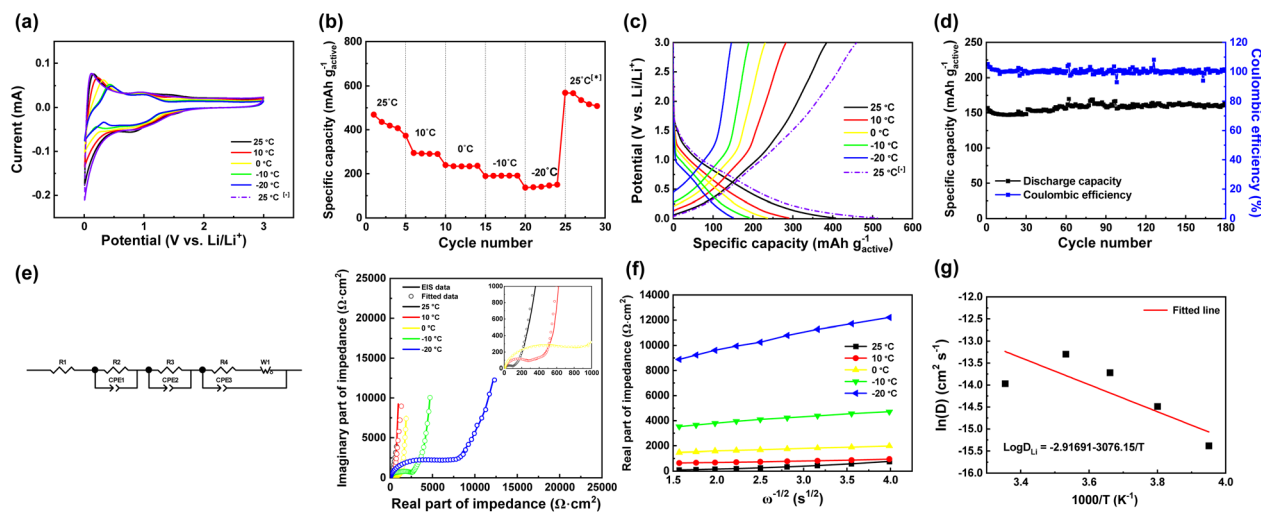 (a)
Current (mA)
0.1
0.0
-0.1
-0.2
0
1
2
3
Potential (V vs. Li/Li⁺)
25 °C
10 °C
0 °C
-10 °C
-20 °C
25 °C [-]
(b)
Specific capacity (mAh g⁻¹active)
800
600
400
200
0
0
5
10
15
20
25
30
Cycle number
25°C
10°C
0°C
-10°C
-20°C
25°C[*]
(c)
Potential (V vs. Li/Li⁺)
3.0
2.5
2.0
1.5
1.0
0.5
0.0
0
100
200
300
400
500
600
Specific capacity (mAh g⁻¹active)
25 °C
10 °C
0 °C
-10 °C
-20 °C
25 °C[-]
(d)
Specific capacity (mAh g⁻¹active)
250
200
150
100
50
0
0
30
60
90
120
150
180
Cycle number
Discharge capacity
Coulombic efficiency
120
100
80
60
40
20
0
Coulombic efficiency (%)
(e)
R1
R2
R3
R4
W1
CPE1
CPE2
CPE3
Imaginary part of impedance (Ω·cm²)
25000
22500
20000
17500
15000
12500
10000
7500
5000
2500
0
0
5000
10000
15000
20000
25000
Real part of impedance (Ω·cm²)
EIS data
Fitted data
25 °C
10 °C
0 °C
-10 °C
-20 °C
1000
800
600
400
200
0
0
200
400
600
800
1000
(f)
Real part of impedance (Ω·cm²)
14000
12000
10000
8000
6000
4000
2000
0
1.5
2.0
2.5
3.0
3.5
4.0
ω⁻¹/² (s¹/²)
25 °C
10 °C
0 °C
-10 °C
-20 °C
(g)
ln(D) (cm² s⁻¹)
-12.0
-12.5
-13.0
-13.5
-14.0
-14.5
-15.0
-15.5
-16.0
3.4
3.6
3.8
4.0
1000/T (K⁻¹)
Fitted line
LogD_Li = -2.91691-3076.15/T